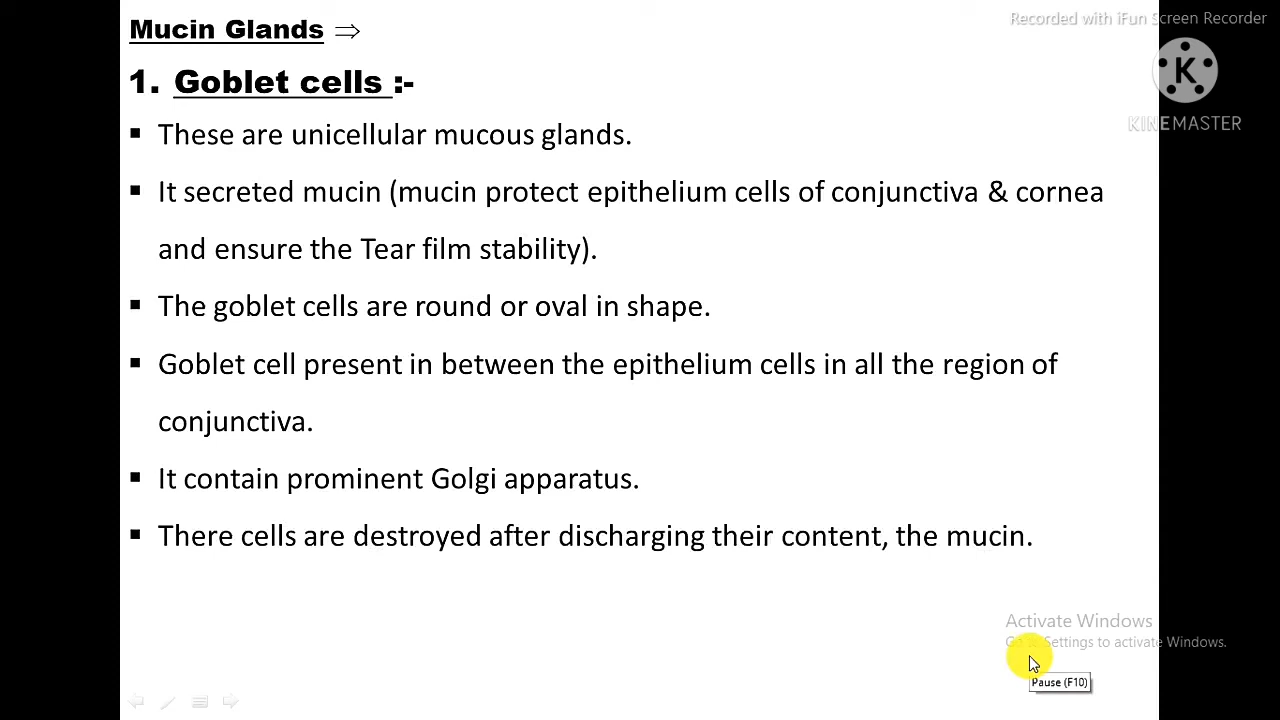 Mucin Glands ⇒
Recorded with iFun Screen Recorder
K
KINEMASTER
1. Goblet cells :-
▪ These are unicellular mucous glands.
▪ It secreted mucin (mucin protect epithelium cells of conjunctiva & cornea
and ensure the Tear film stability).
▪ The goblet cells are round or oval in shape.
▪ Goblet cell present in between the epithelium cells in all the region of
conjunctiva.
▪ It contain prominent Golgi apparatus.
▪ There cells are destroyed after discharging their content, the mucin.
Activate Windows
Go to Settings to activate Windows.
Pause (F10)